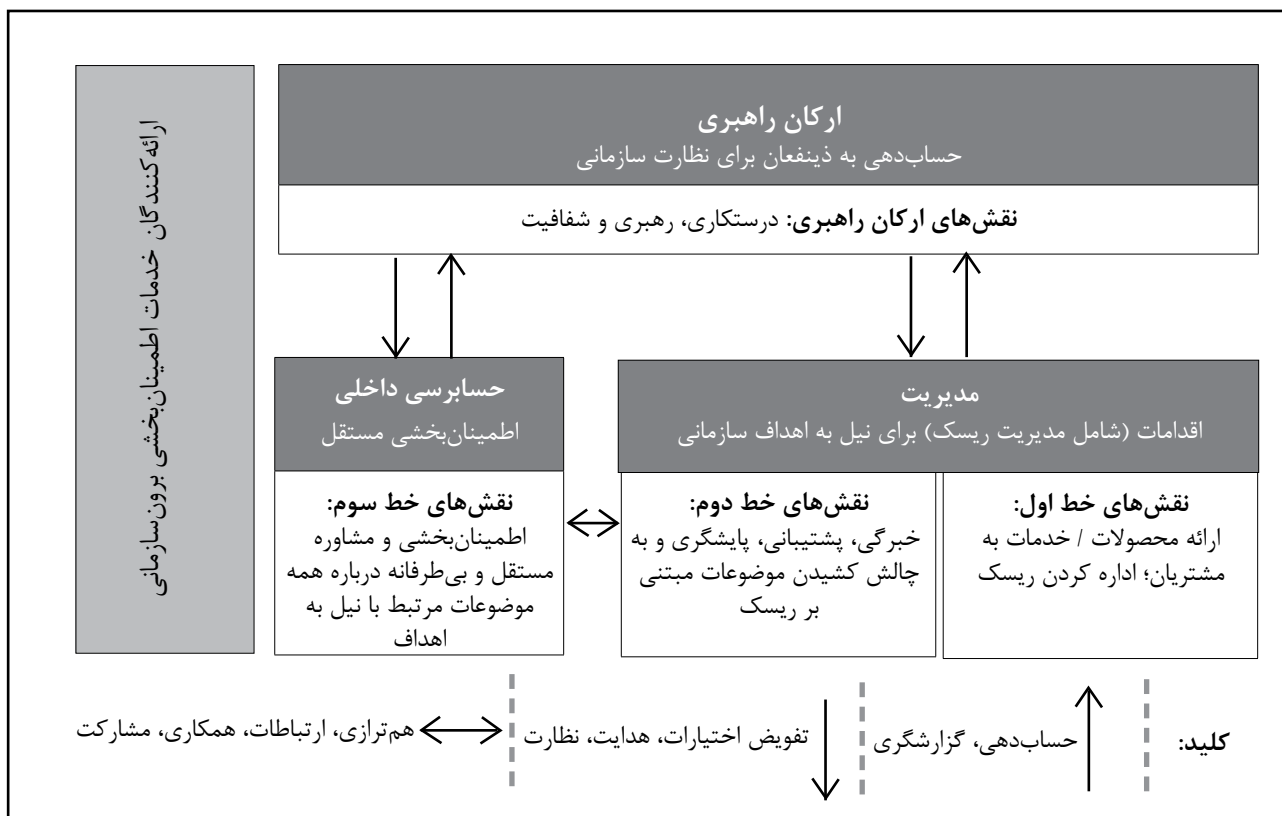 ارکان راهبری
حساب‌دهی به ذینفعان برای نظارت سازمانی
نقش‌های ارکان راهبری: درستکاری، رهبری و شفافیت
مدیریت
اقدامات (شامل مدیریت ریسک) برای نیل به اهداف سازمانی
نقش‌های خط اول:
ارائه محصولات / خدمات به
مشتریان؛ اداره کردن ریسک
نقش‌های خط دوم:
خبرگی، پشتیبانی، پایشگری و به
چالش کشیدن موضوعات مبتنی
بر ریسک
حسابرسی داخلی
اطمینان‌بخشی مستقل
نقش‌های خط سوم:
اطمینان‌بخشی و مشاوره
مستقل و بی‌طرفانه درباره همه
موضوعات مرتبط با نیل به
اهداف
ارائه‌کنندگان خدمات اطمینان‌بخشی برون‌سازمانی
کلید:
حساب‌دهی، گزارشگری
تفویض اختیارات، هدایت، نظارت
هم‌ترازی، ارتباطات، همکاری، مشارکت